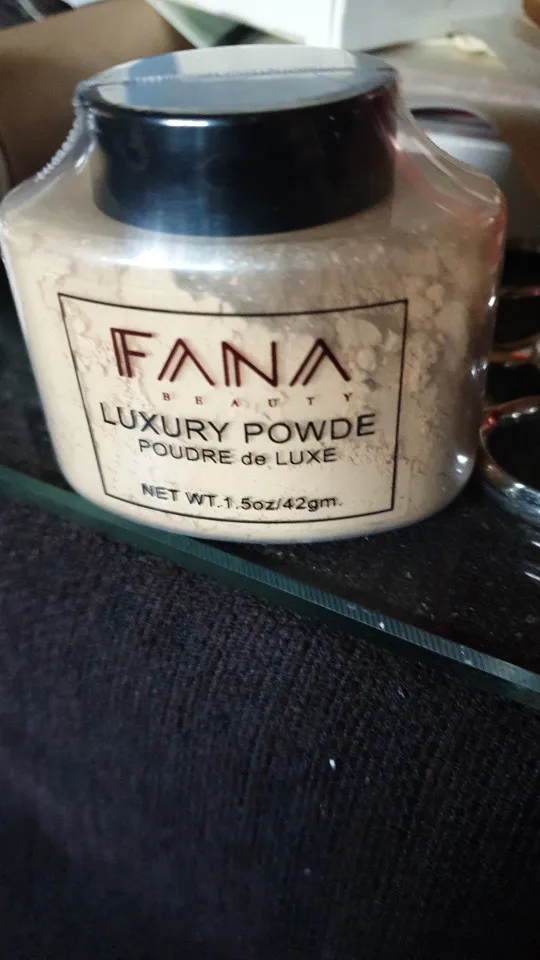 FANA
BEAUTY
LUXURY POWDE
POUDRE de LUXE
NET WT.1.5oz/42gm.